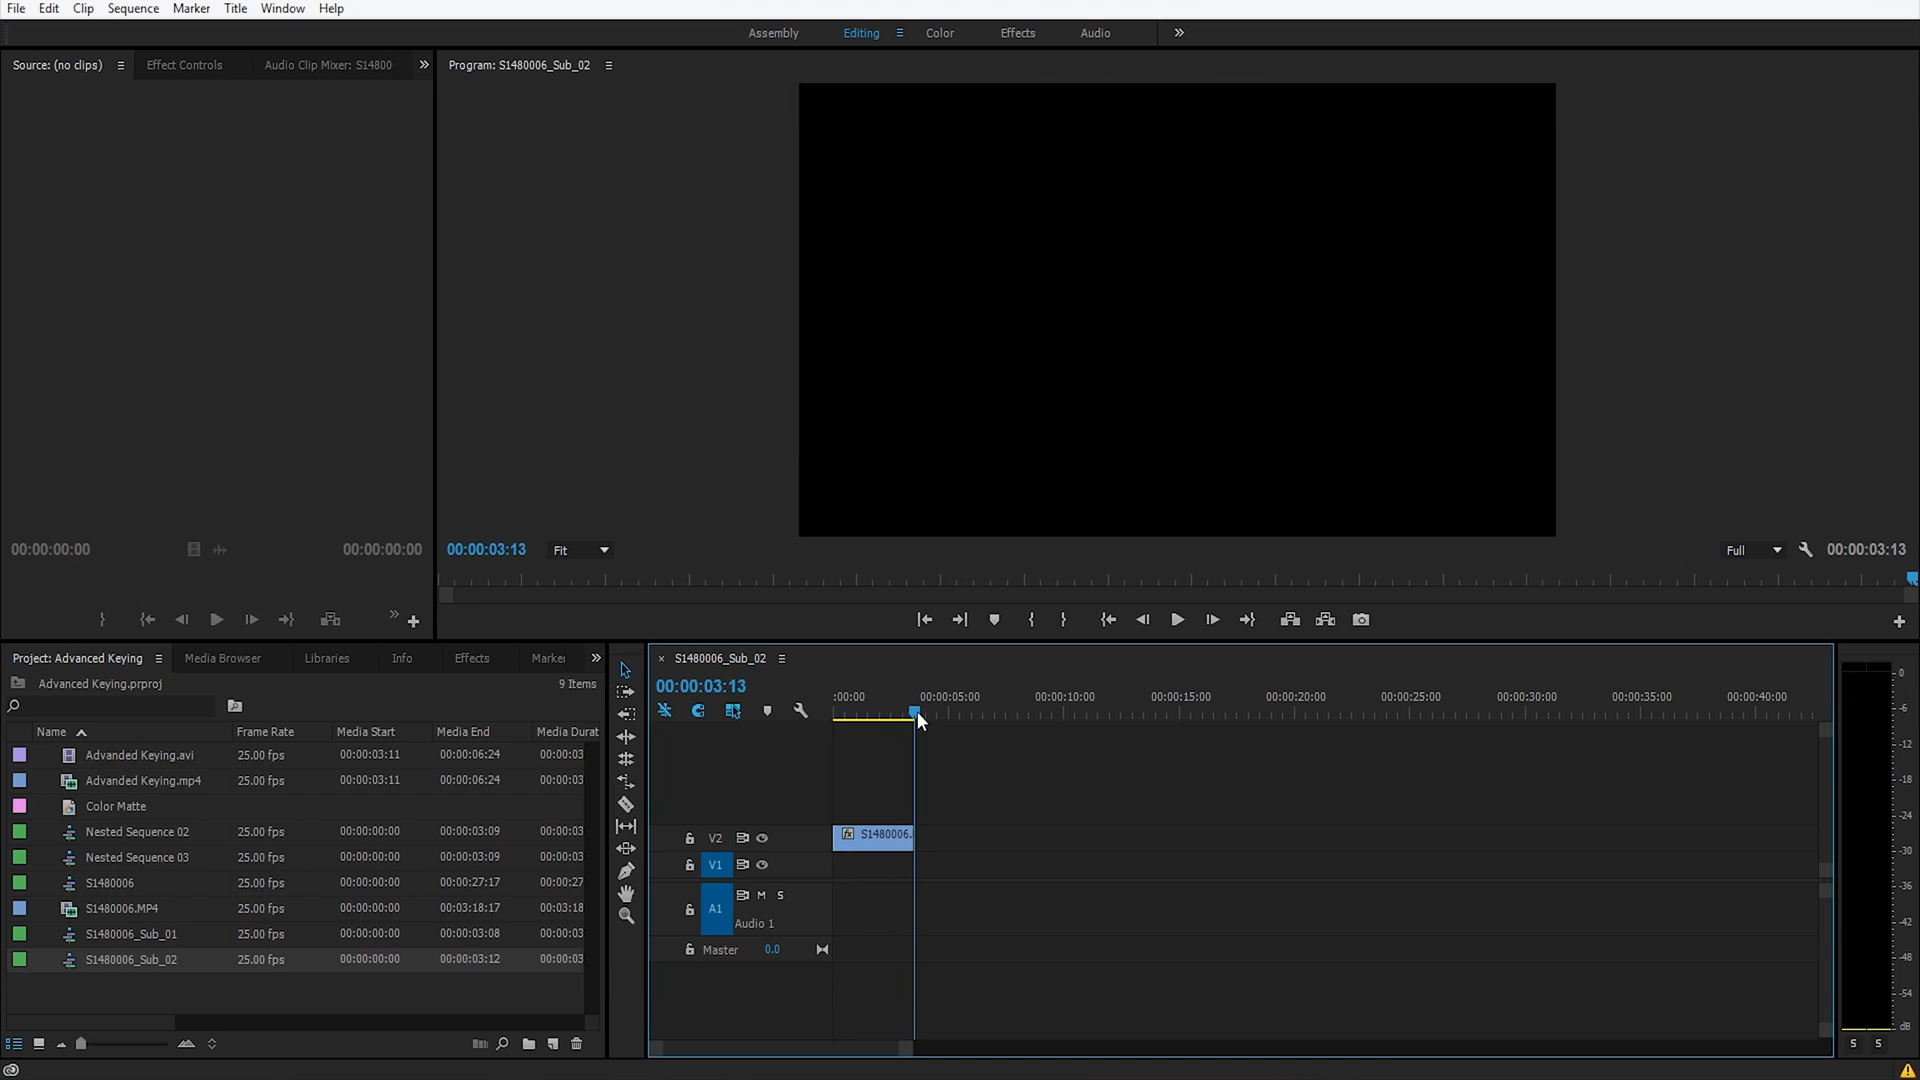 File Edit Clip Sequence Marker Title Window Help
Assembly Editing Color Effects Audio
Source: (no clips) Effect Controls Audio Clip Mixer: S14800
Program: S1480006_Sub_02
00:00:00:00 00:00:00:00
00:00:03:13 Fit Full 00:00:03:13
Project: Advanced Keying Media Browser Libraries Info Effects Marker
Advanced Keying.prproj 9 Items
Name Frame Rate Media Start Media End Media Durat
Advanded Keying.avi 25.00 fps 00:00:03:11 00:00:06:24 00:00:03
Advanded Keying.mp4 25.00 fps 00:00:03:11 00:00:06:24 00:00:03
Color Matte
Nested Sequence 02 25.00 fps 00:00:00:00 00:00:03:09 00:00:03
Nested Sequence 03 25.00 fps 00:00:00:00 00:00:03:09 00:00:03
S1480006 25.00 fps 00:00:00:00 00:00:27:17 00:00:27
S1480006.MP4 25.00 fps 00:00:00:00 00:03:18:17 00:03:18
S1480006_Sub_01 25.00 fps 00:00:00:00 00:00:03:08 00:00:03
S1480006_Sub_02 25.00 fps 00:00:00:00 00:00:03:12 00:00:03
S1480006_Sub_02
00:00:03:13
:00:00 00:00:05:00 00:00:10:00 00:00:15:00 00:00:20:00 00:00:25:00 00:00:30:00 00:00:35:00 00:00:40:00
V2 S1480006.
V1
A1 M S
Audio 1
Master 0.0
0
-6
-12
-18
-24
-30
-36
-42
-48
-54
dB
S S